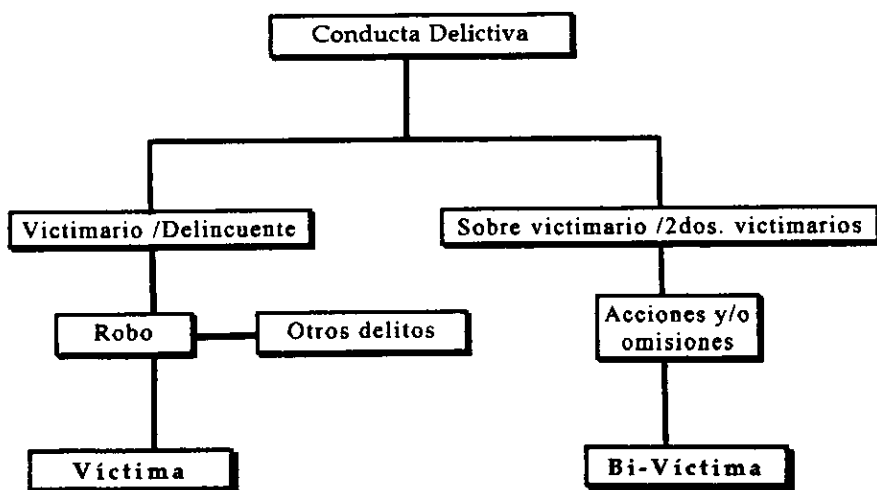 Conducta Delictiva
Victimario /Delincuente
Sobre victimario /2dos. victimarios
Robo
Otros delitos
Acciones y/o
omisiones
Víctima
Bi-Víctima